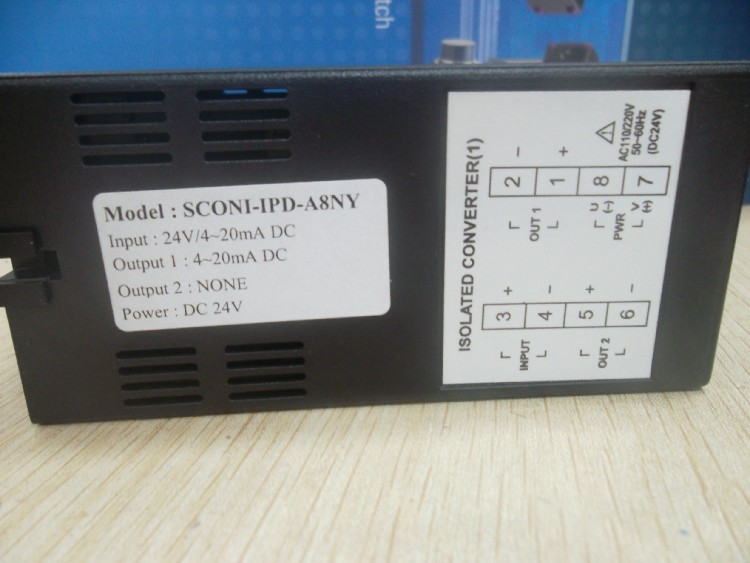 tch
Model : SCONI-IPD-A8NY
Input : 24V/4~20mA DC
Output 1 : 4~20mA DC
Output 2 : NONE
Power : DC 24V
ISOLATED CONVERTER(1)
AC110/220V
50~60Hz
(DC24V)
- + U V
(-) (+)
2 1 8 7
OUT 1 PWR
+ - + -
3 4 5 6
INPUT OUT 2